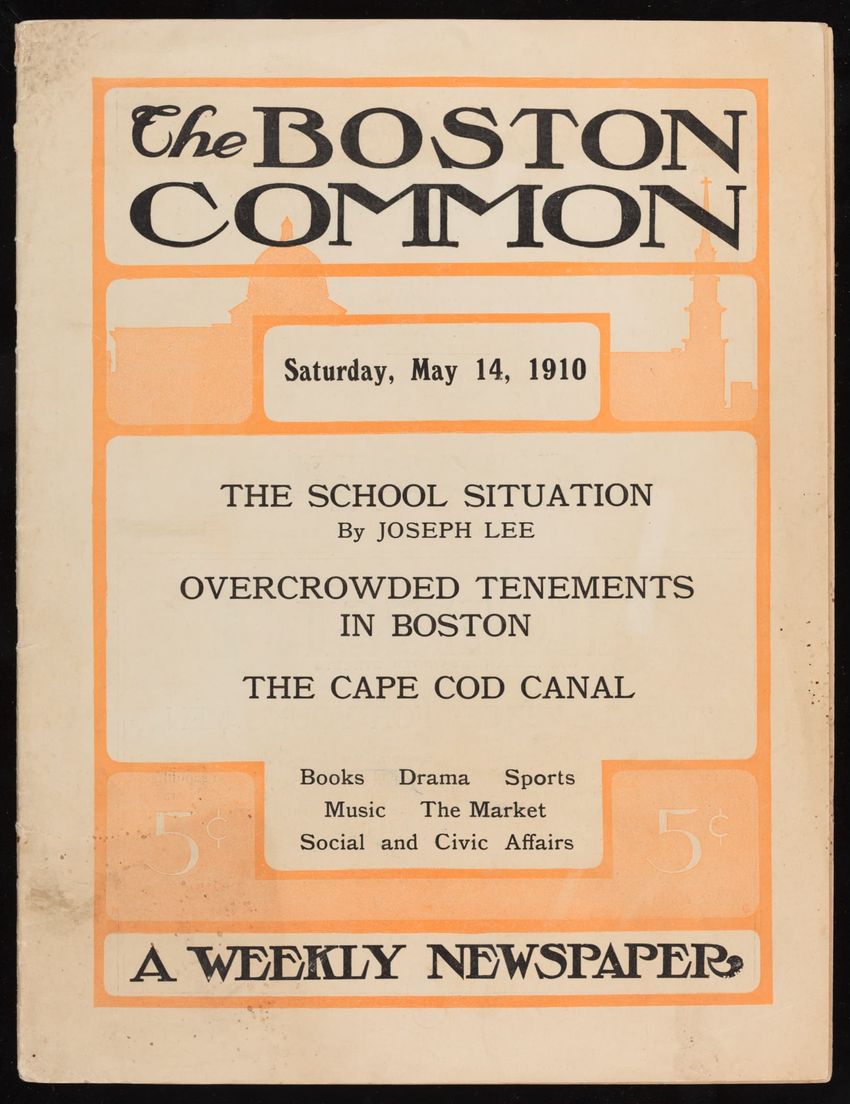 The BOSTON
COMMON
Saturday, May 14, 1910
THE SCHOOL SITUATION
By JOSEPH LEE
OVERCROWDED TENEMENTS
IN BOSTON
THE CAPE COD CANAL
Books Drama Sports
Music The Market
Social and Civic Affairs
5¢ 5¢
A WEEKLY NEWSPAPER